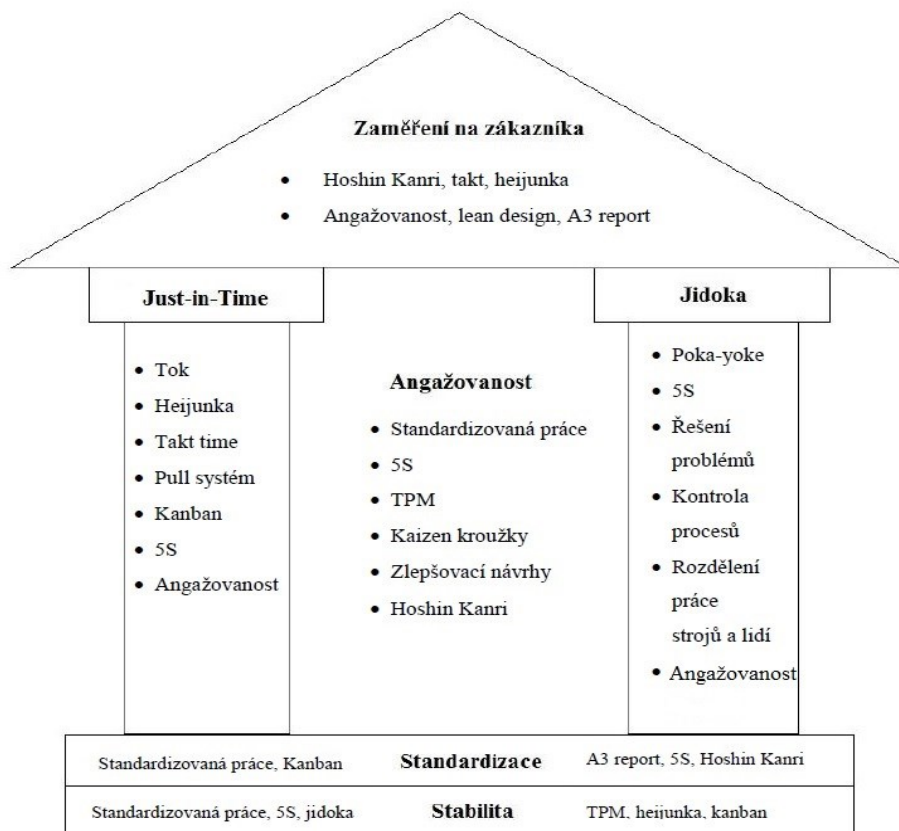 Zaměření na zákazníka
• Hoshin Kanri, takt, heijunka
• Angažovanost, lean design, A3 report
Just-in-Time
• Tok
• Heijunka
• Takt time
• Pull systém
• Kanban
• 5S
• Angažovanost
Angažovanost
• Standardizovaná práce
• 5S
• TPM
• Kaizen kroužky
• Zlepšovací návrhy
• Hoshin Kanri
Jidoka
• Poka-yoke
• 5S
• Řešení
problémů
• Kontrola
procesů
• Rozdělení
práce
strojů a lidí
• Angažovanost
Standardizovaná práce, Kanban
Standardizace
A3 report, 5S, Hoshin Kanri
Standardizovaná práce, 5S, jidoka
Stabilita
TPM, heijunka, kanban